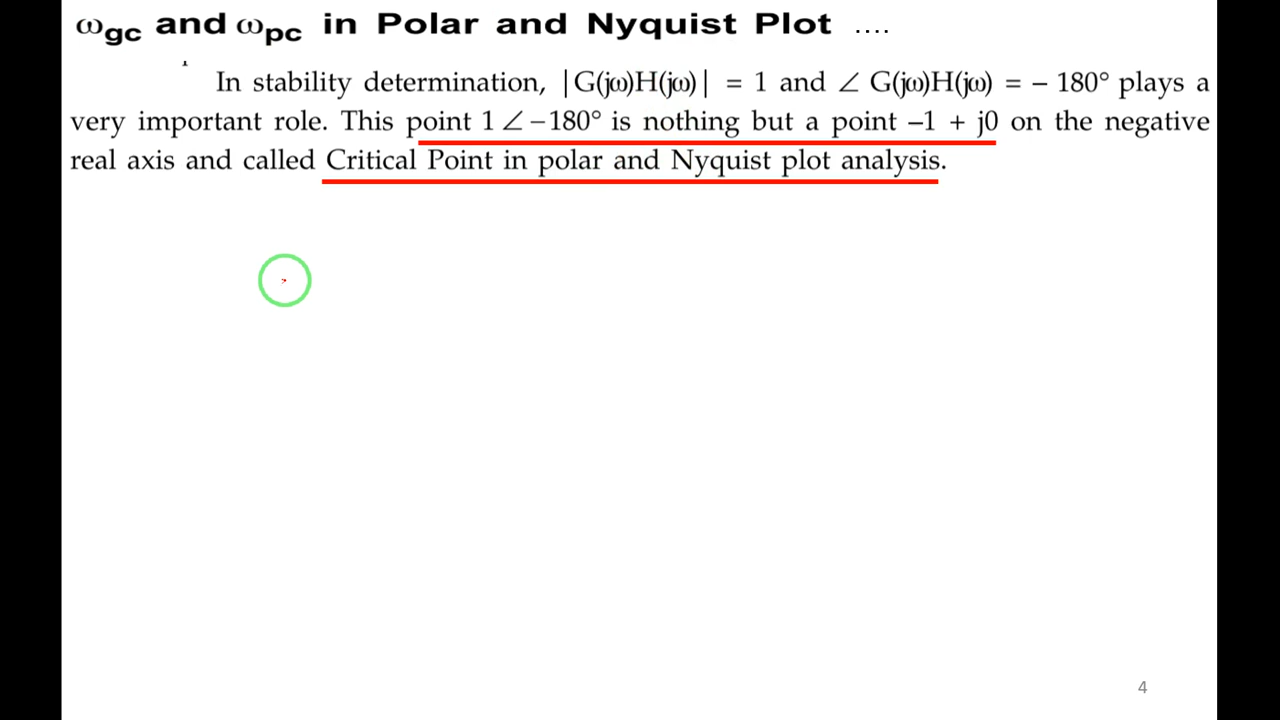 ωgc and ωpc in Polar and Nyquist Plot ....
In stability determination, |G(jω)H(jω)| = 1 and ∠ G(jω)H(jω) = – 180° plays a
very important role. This point 1 ∠ –180° is nothing but a point –1 + j0 on the negative
real axis and called Critical Point in polar and Nyquist plot analysis.
4